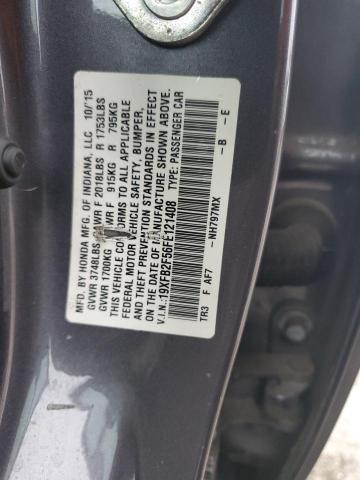 MFD. BY HONDA MFG. OF INDIANA, LLC 10/15
GVWR 3748LBS GAWR F 2018LBS R 1753LBS
GVWR 1700KG GAWR F 915KG R 795KG
THIS VEHICLE CONFORMS TO ALL APPLICABLE
FEDERAL MOTOR VEHICLE SAFETY, BUMPER,
AND THEFT PREVENTION STANDARDS IN EFFECT
ON THE DATE OF MANUFACTURE SHOWN ABOVE.
V.I.N.:19XFB2F56FE121408 TYPE: PASSENGER CAR
NH797MX - B - E
TR3 F AF7